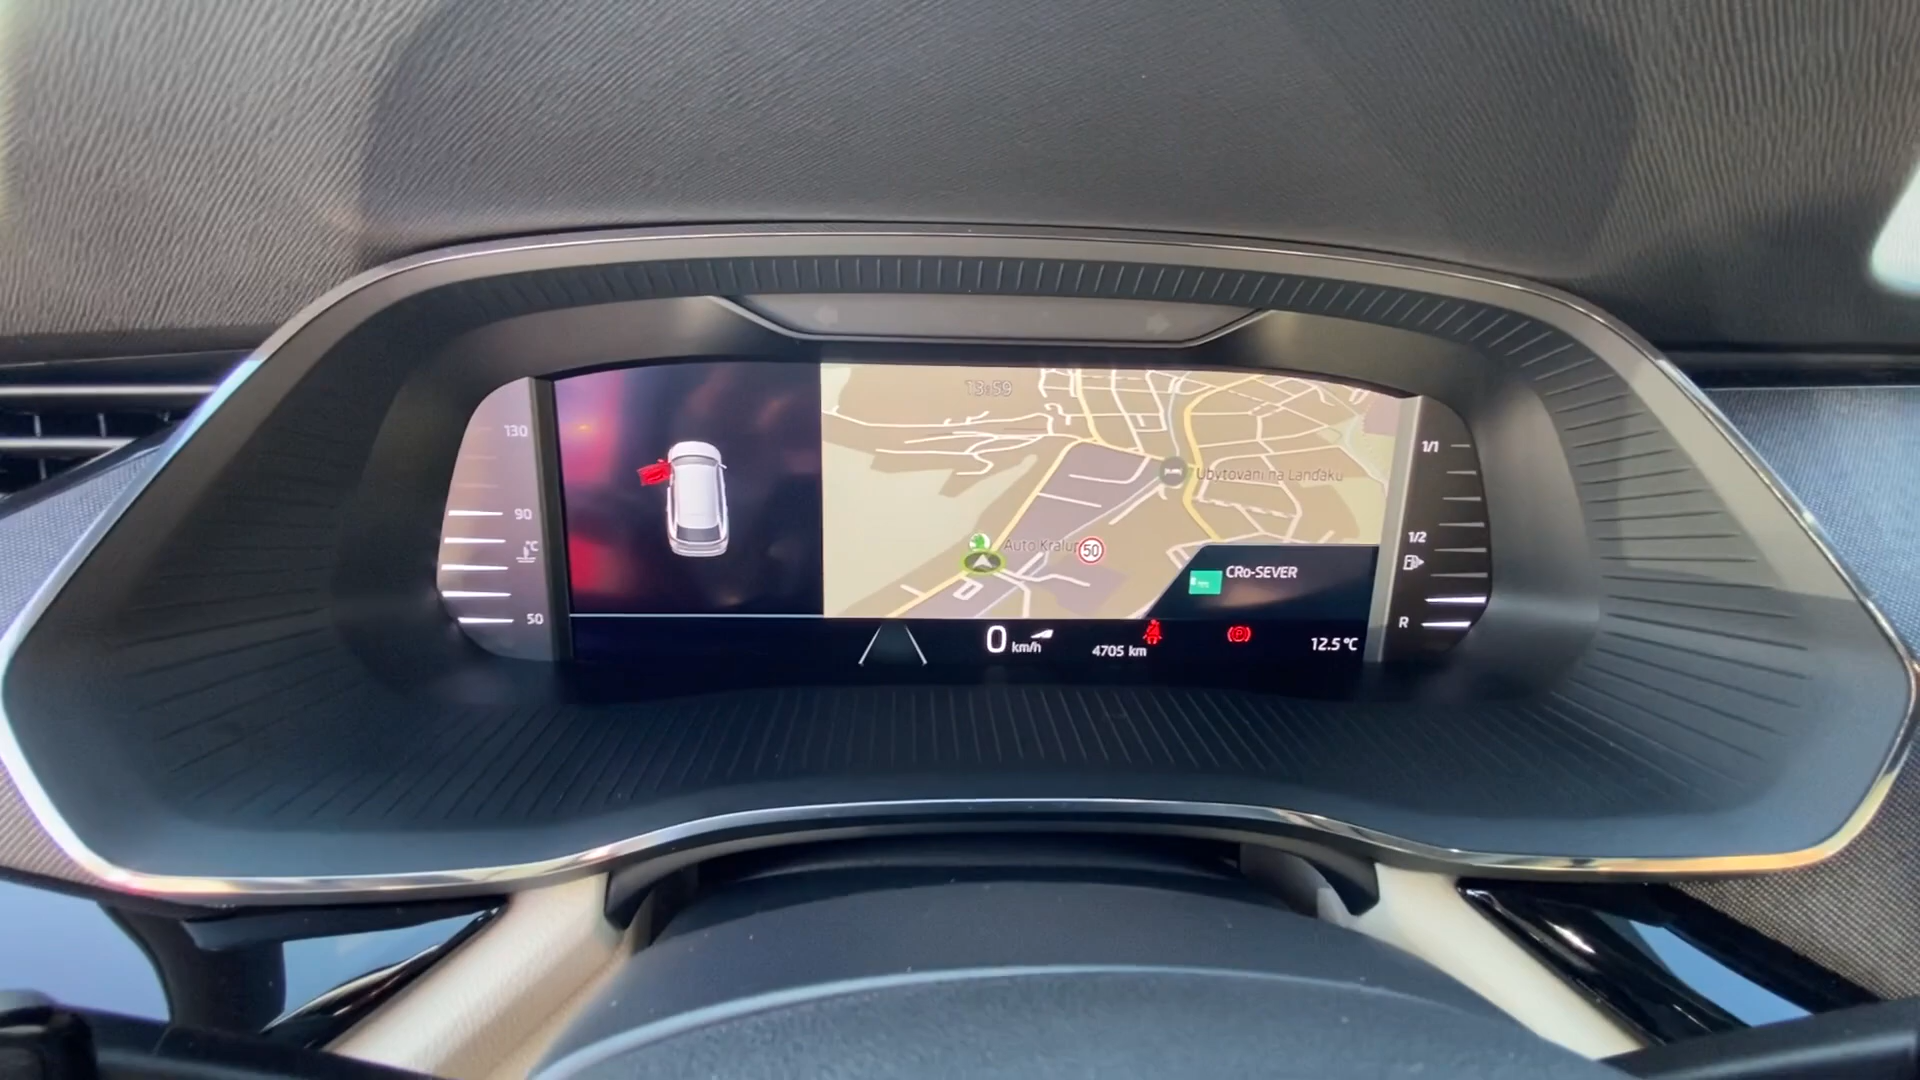 13:59
130
90
°C
50
Ubytování na Landáku
Auto Kralup
50
CRo-SEVER
0 km/h
4705 km
12.5 °C
1/1
1/2
R